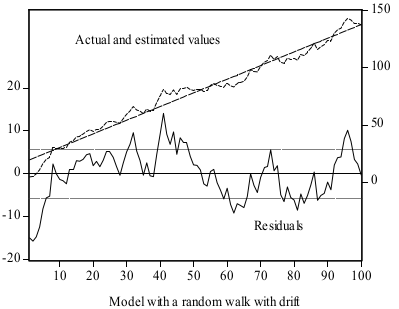 150
Actual and estimated values
100
20
50
10
0
0
-10
Residuals
-20
10 20 30 40 50 60 70 80 90 100
Model with a random walk with drift